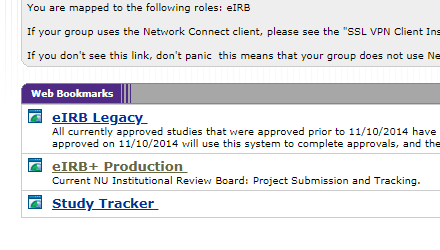 You are mapped to the following roles: eIRB
If your group uses the Network Connect client, please see the "SSL VPN Client Ins
If you don't see this link, don't panic this means that your group does not use Ne
Web Bookmarks
eIRB Legacy
All currently approved studies that were approved prior to 11/10/2014 have
approved on 11/10/2014 will use this system to complete approvals, and the
eIRB+ Production
Current NU Institutional Review Board: Project Submission and Tracking.
Study Tracker